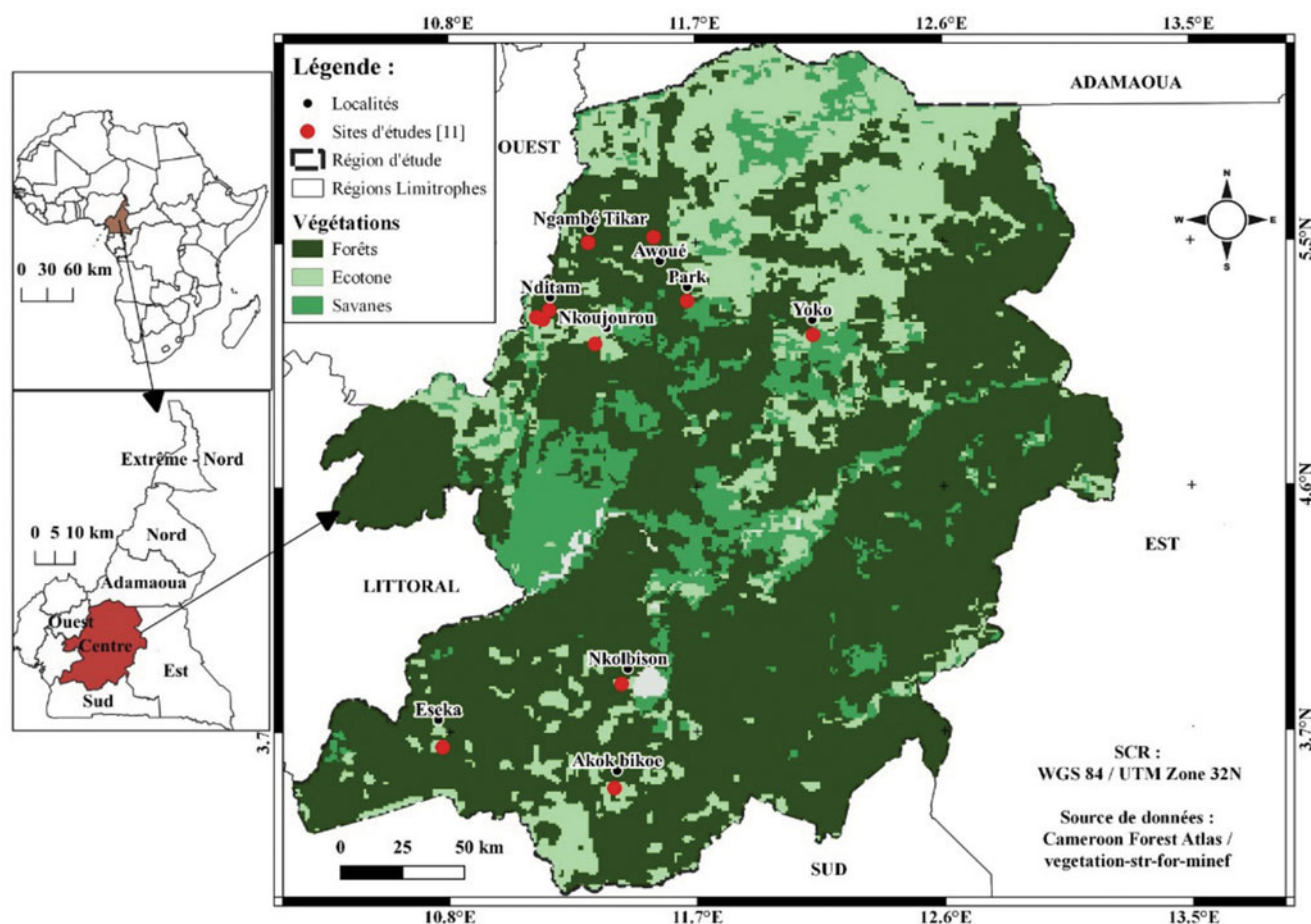 10.8°E 11.7°E 12.6°E 13.5°E
Légende :
Localités
Sites d'études [11]
Région d'étude
Régions Limitrophes
Végétations
Forêts
Ecotone
Savanes
ADAMAOUA
OUEST
N
W E
S
0 30 60 km
Ngambé Tikar
Awoué
Park
Nditam
Nkoujourou
Yoko
5.5°N
4.6°N
3.7°N
Extrême - Nord
0 5 10 km
Nord
Adamaoua
Ouest
Centre
Est
Sud
3.7
LITTORAL
EST
Nkolbison
Eseka
Akok bikoe
SCR :
WGS 84 / UTM Zone 32N
Source de données :
Cameroon Forest Atlas /
vegetation-str-for-minef
0 25 50 km
SUD
10.8°E 11.7°E 12.6°E 13.5°E